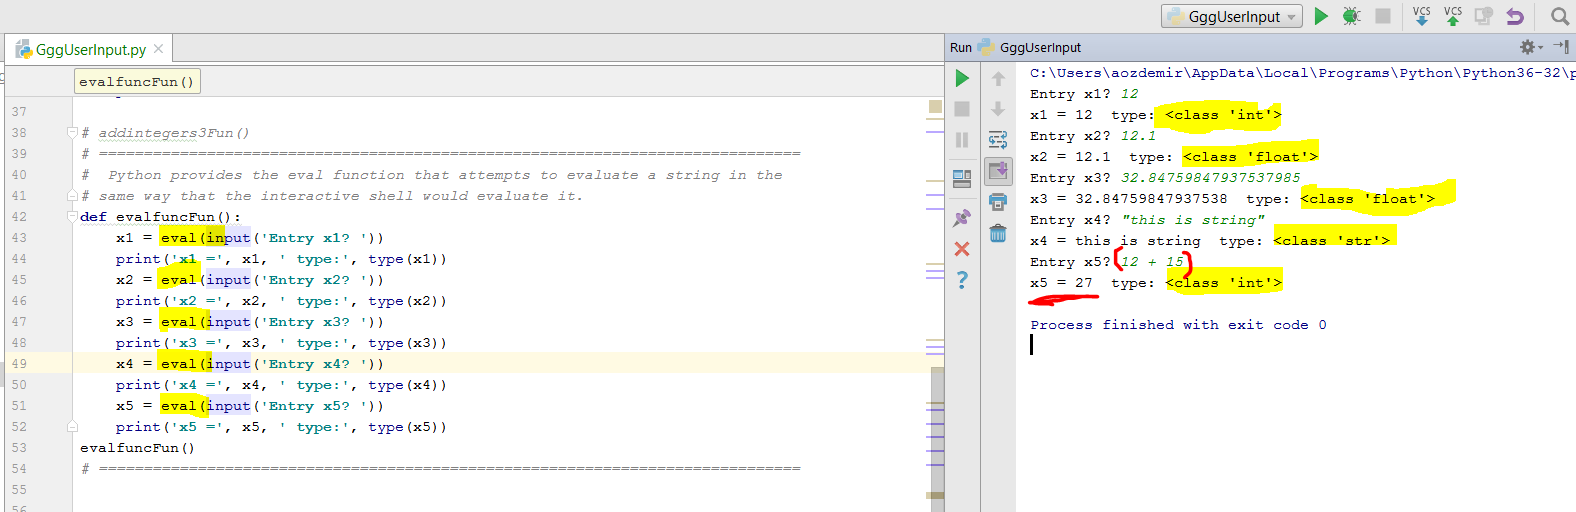 GggUserInput
VCS VCS
GggUserInput.py
Run GggUserInput
evalfuncFun()
37
38 # addintegers3Fun()
39 # ==============================================================================
40 #  Python provides the eval function that attempts to evaluate a string in the
41 # same way that the interactive shell would evaluate it.
42 def evalfuncFun():
43     x1 = eval(input('Entry x1? '))
44     print('x1 =', x1, ' type:', type(x1))
45     x2 = eval(input('Entry x2? '))
46     print('x2 =', x2, ' type:', type(x2))
47     x3 = eval(input('Entry x3? '))
48     print('x3 =', x3, ' type:', type(x3))
49     x4 = eval(input('Entry x4? '))
50     print('x4 =', x4, ' type:', type(x4))
51     x5 = eval(input('Entry x5? '))
52     print('x5 =', x5, ' type:', type(x5))
53 evalfuncFun()
54 # ==============================================================================
55
56
C:\Users\aozdemir\AppData\Local\Programs\Python\Python36-32\p
Entry x1? 12
x1 = 12  type: <class 'int'>
Entry x2? 12.1
x2 = 12.1  type: <class 'float'>
Entry x3? 32.84759847937537985
x3 = 32.84759847937538  type: <class 'float'>
Entry x4? "this is string"
x4 = this is string  type: <class 'str'>
Entry x5? (12 + 15)
x5 = 27  type: <class 'int'>
Process finished with exit code 0